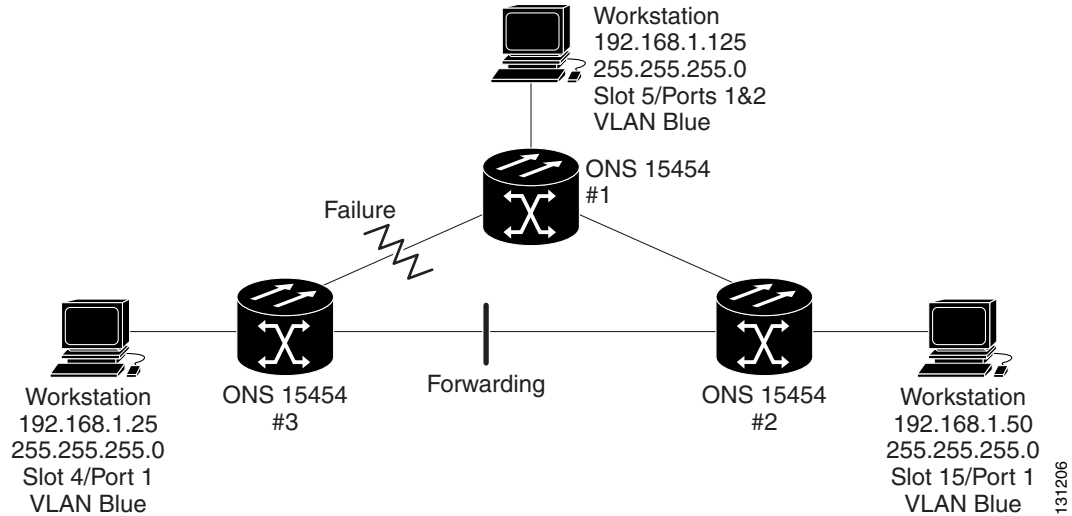 Workstation
192.168.1.125
255.255.255.0
Slot 5/Ports 1&2
VLAN Blue
ONS 15454
#1
Failure
Forwarding
ONS 15454
#3
ONS 15454
#2
Workstation
192.168.1.25
255.255.255.0
Slot 4/Port 1
VLAN Blue
Workstation
192.168.1.50
255.255.255.0
Slot 15/Port 1
VLAN Blue
131206